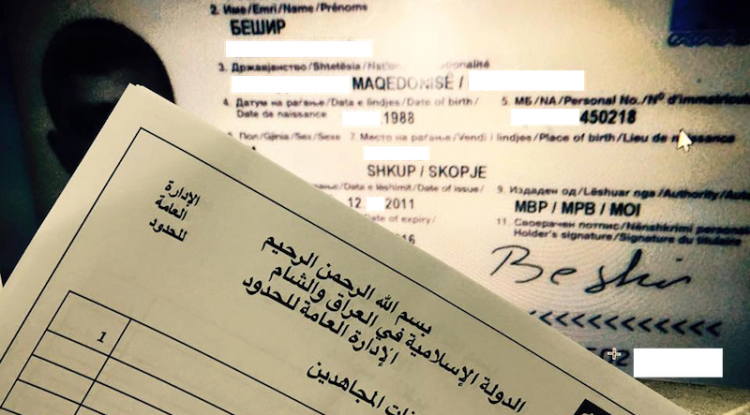 2. Име/Emri/Name/Prénoms
БЕШИР
3. Државјанство/Shtetësia/
MAQEDONISË /
4. Датум на раѓање/Data e lindjes/Date of birth/
Date de naissance
.1988
5. МБ/NA/Personal No./Nº d'
450218
Пол/Gjinia/Sex/Sexe
7. Место на раѓање/Vendi i lindjes/Place of birth/Lieu de
SHKUP / SKOPJE
/Data e lëshimit/Date of issue/
12. 2011
9. Издаден од/Lëshuar nga /Authority/
MBP / MPB / MOI
Date of expiry/
16
11. Своерачен потпис/Nënshkrimi
Holder's signature/Signature du titulaire
Beshir
<<<<<<<<<<<<
الإدارة
العامة
للحدود
بسم الله الرحمن الرحيم
الدولة الإسلامية في العراق والشام
الإدارة العامة للحدود
المجاهدين
1